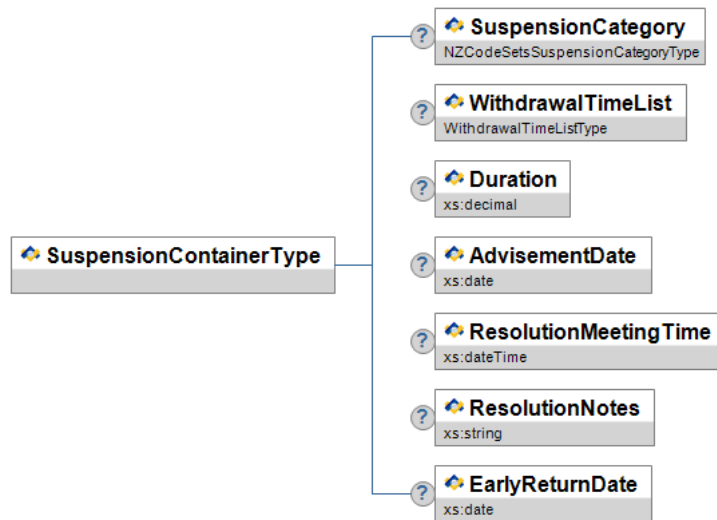 SuspensionContainerType
?
SuspensionCategory
NZCodeSetsSuspensionCategoryType
?
WithdrawalTimeList
WithdrawalTimeListType
?
Duration
xs:decimal
?
AdvisementDate
xs:date
?
ResolutionMeetingTime
xs:dateTime
?
ResolutionNotes
xs:string
?
EarlyReturnDate
xs:date